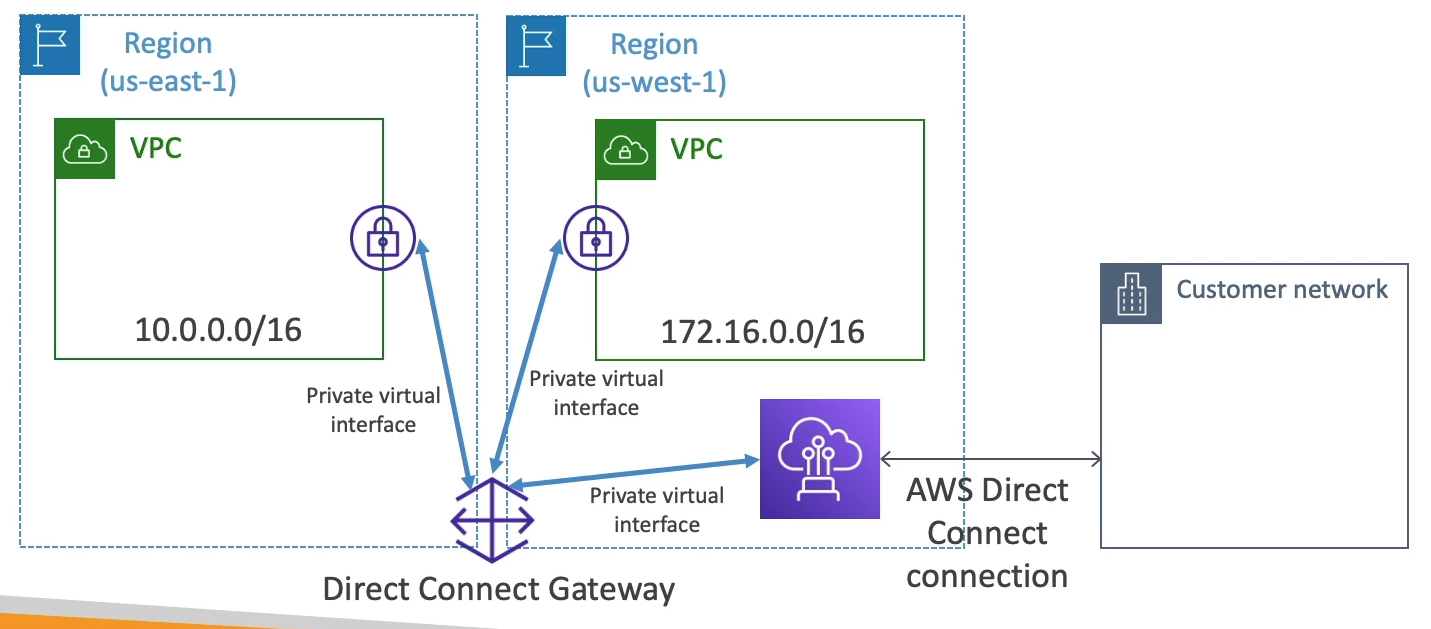 Region
(us-east-1)
Region
(us-west-1)
VPC
VPC
10.0.0.0/16
172.16.0.0/16
Customer network
Private virtual
interface
Private virtual
interface
Private virtual
interface
AWS Direct
Connect
connection
Direct Connect Gateway